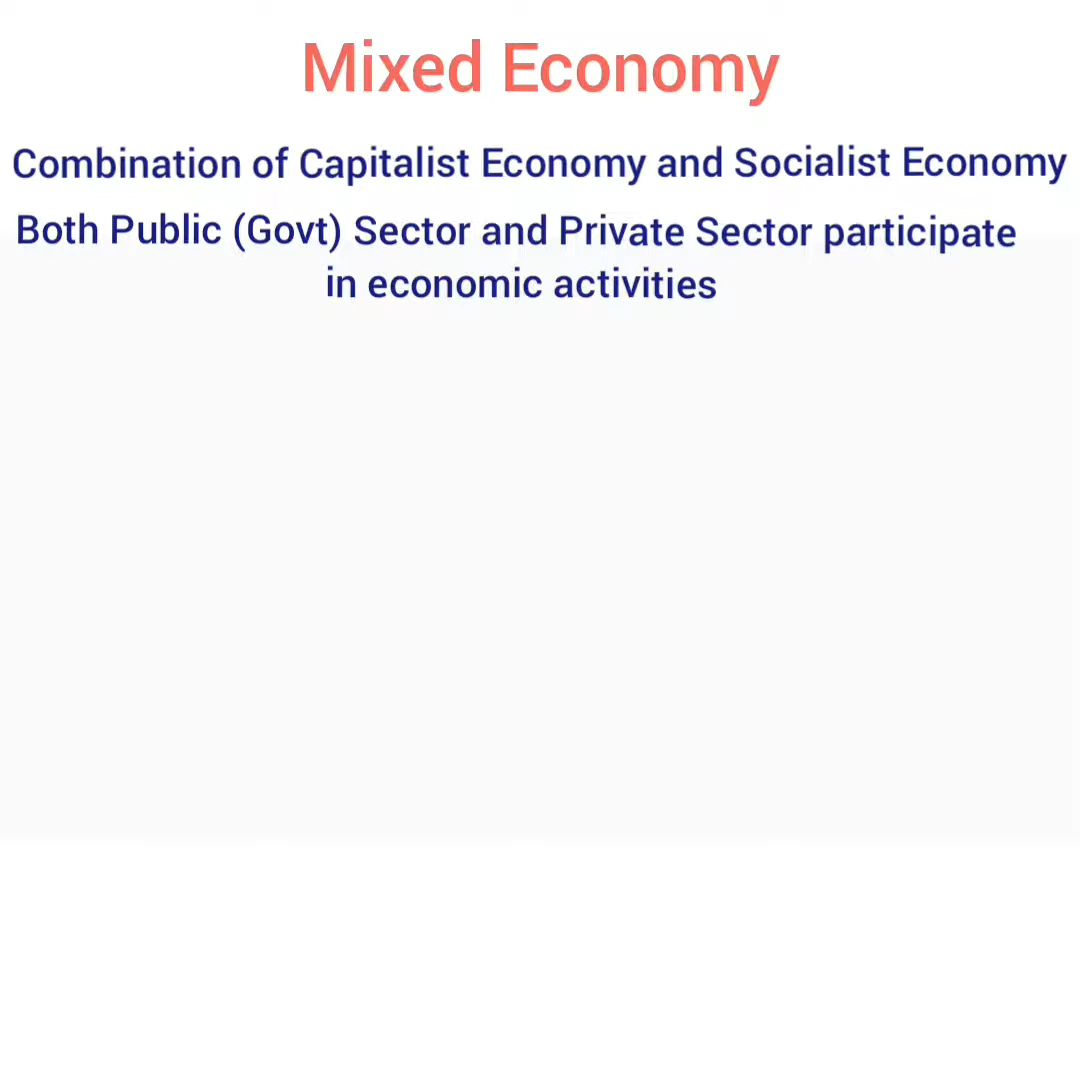 Mixed Economy
Combination of Capitalist Economy and Socialist Economy
Both Public (Govt) Sector and Private Sector participate
in economic activities